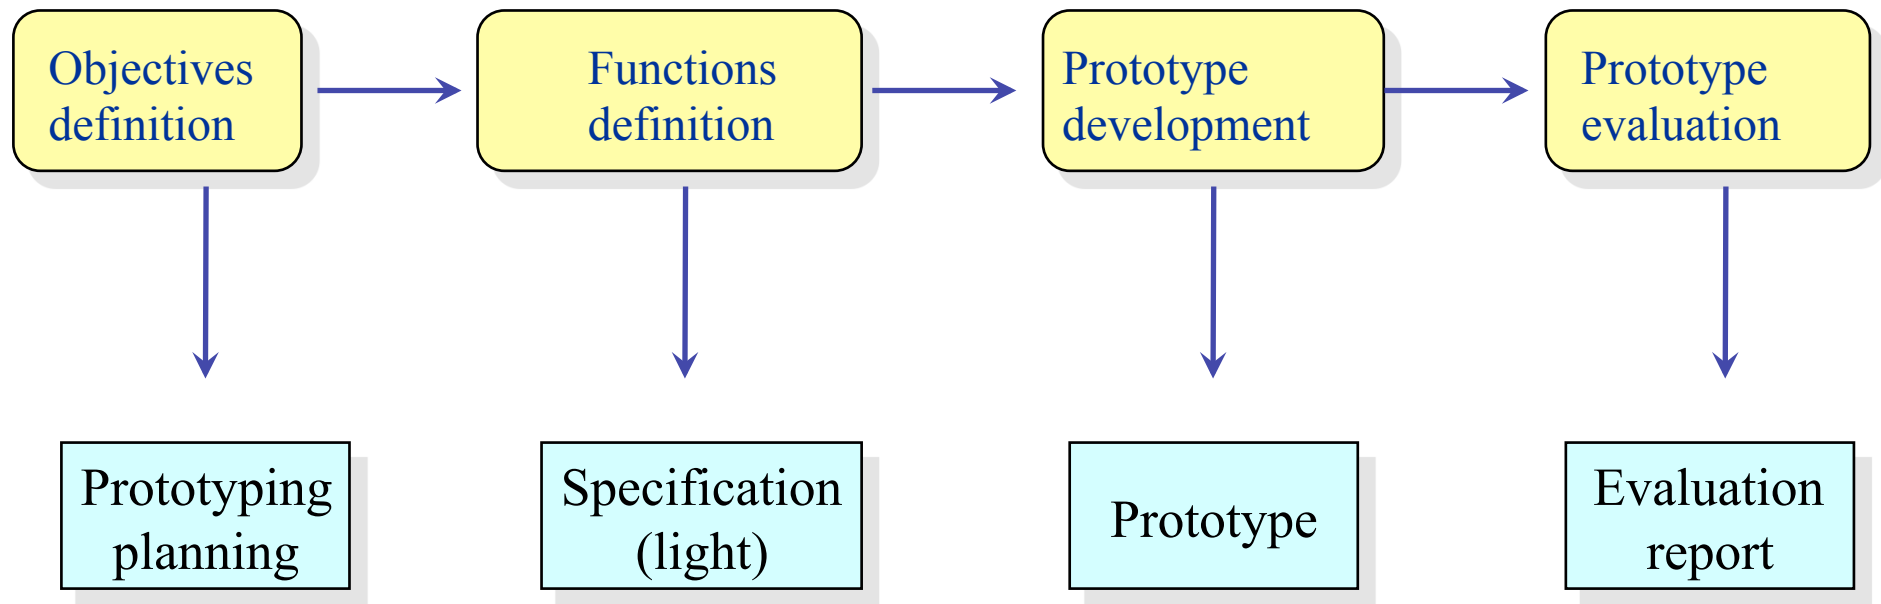 Objectives
definition
Functions
definition
Prototype
development
Prototype
evaluation
Prototyping
planning
Specification
(light)
Prototype
Evaluation
report